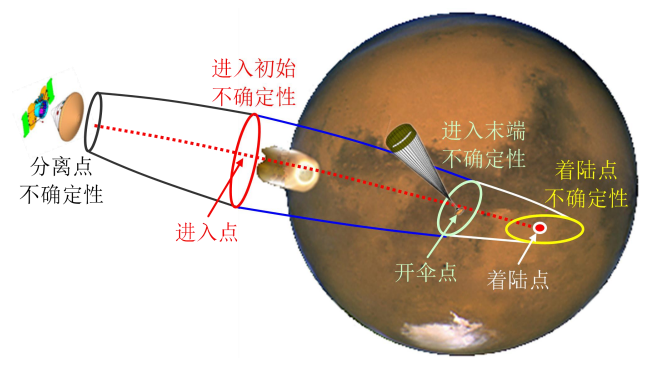 进入初始
不确定性
进入末端
不确定性
着陆点
不确定性
分离点
不确定性
进入点
开伞点
着陆点